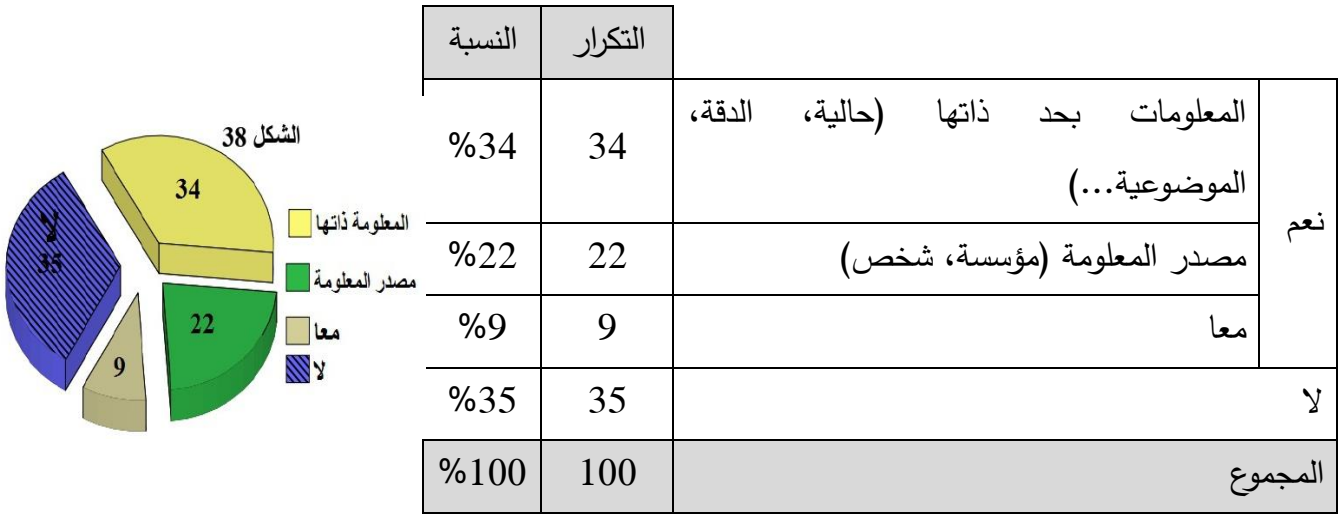 التكرار النسبة
نعم المعلومات بحد ذاتها (حالية، الدقة،
الموضوعية...) 34 %34
مصدر المعلومة (مؤسسة، شخص) 22 %22
معا 9 %9
لا 35 %35
المجموع 100 %100
الشكل 38
34
لا
35
22
9
المعلومة ذاتها
مصدر المعلومة
معا
لا